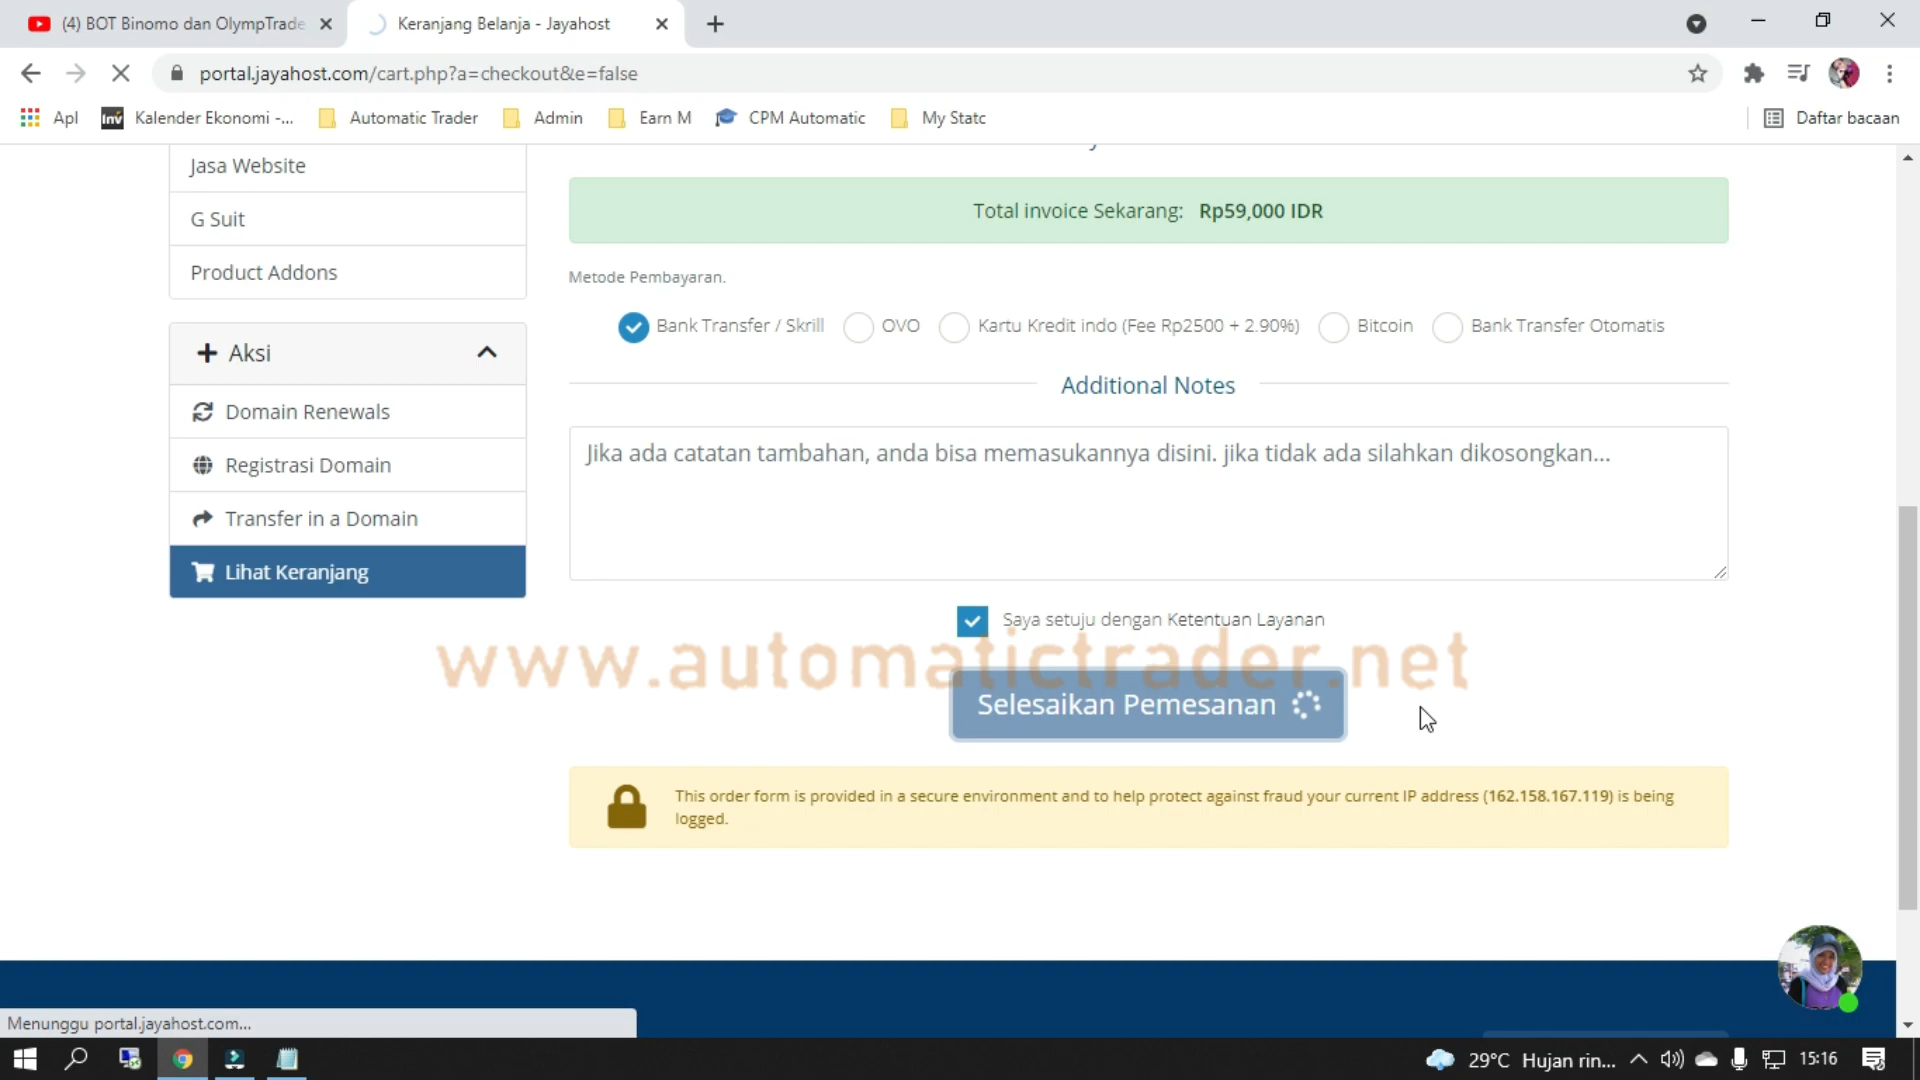 (4) BOT Binomo dan OlympTrade
Keranjang Belanja - Jayahost
portal.jayahost.com/cart.php?a=checkout&e=false
Apl
Inv
Kalender Ekonomi -...
Automatic Trader
Admin
Earn M
CPM Automatic
My Statc
Daftar bacaan
Jasa Website
G Suit
Product Addons
Aksi
Domain Renewals
Registrasi Domain
Transfer in a Domain
Lihat Keranjang
Total invoice Sekarang: Rp59,000 IDR
Metode Pembayaran.
Bank Transfer / Skrill
OVO
Kartu Kredit indo (Fee Rp2500 + 2.90%)
Bitcoin
Bank Transfer Otomatis
Additional Notes
Jika ada catatan tambahan, anda bisa memasukannya disini. jika tidak ada silahkan dikosongkan...
Saya setuju dengan Ketentuan Layanan
www.automatictrader.net
Selesaikan Pemesanan
This order form is provided in a secure environment and to help protect against fraud your current IP address (162.158.167.119) is being
logged.
Menunggu portal.jayahost.com...
29°C Hujan rin...
15:16